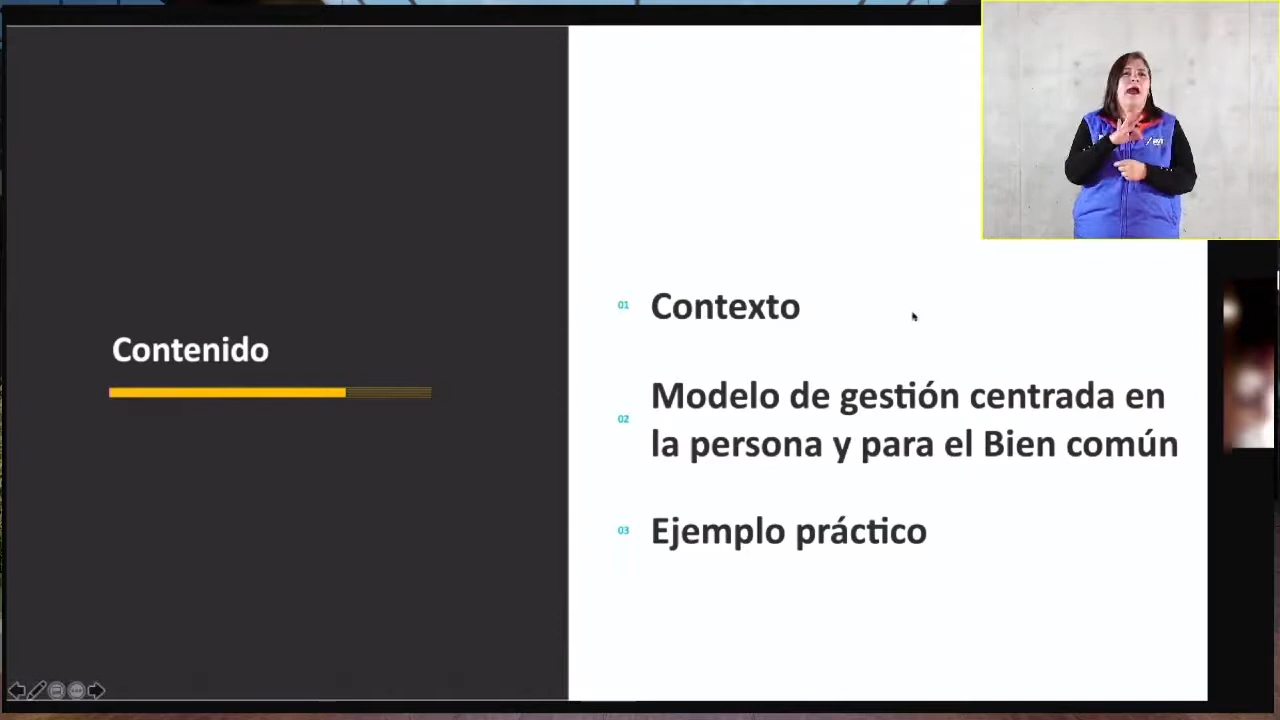 Contenido
01
Contexto
02
Modelo de gestión centrada en
la persona y para el Bien común
03
Ejemplo práctico